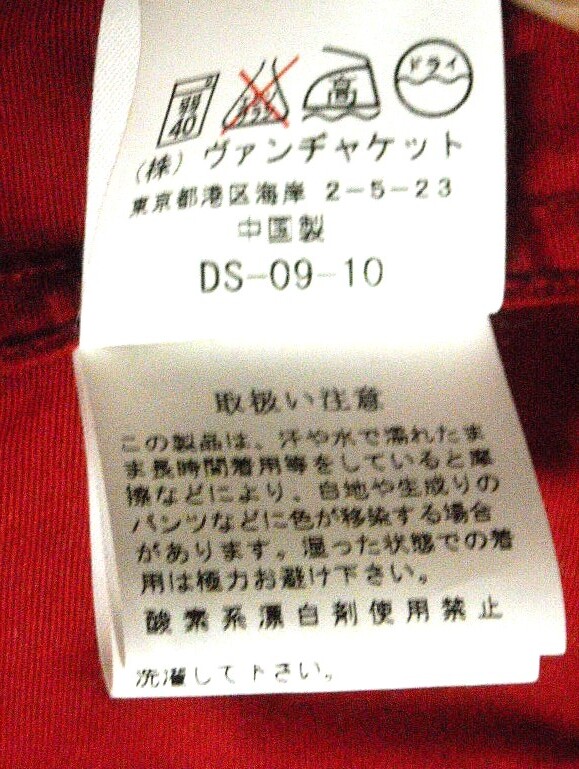 40 エンソ サラシ 高 ドライ
(株)ヴァンヂャケット
東京都港区海岸 2-5-23
中国製
DS-09-10
取扱い注意
この製品は、汗や水で濡れたま
ま長時間着用等をしていると摩
擦などにより、白地や生成りの
パンツなどに色が移染する場合
があります。湿った状態での着
用は極力お避け下さい。
酸素系漂白剤使用禁止
洗濯して下さい。